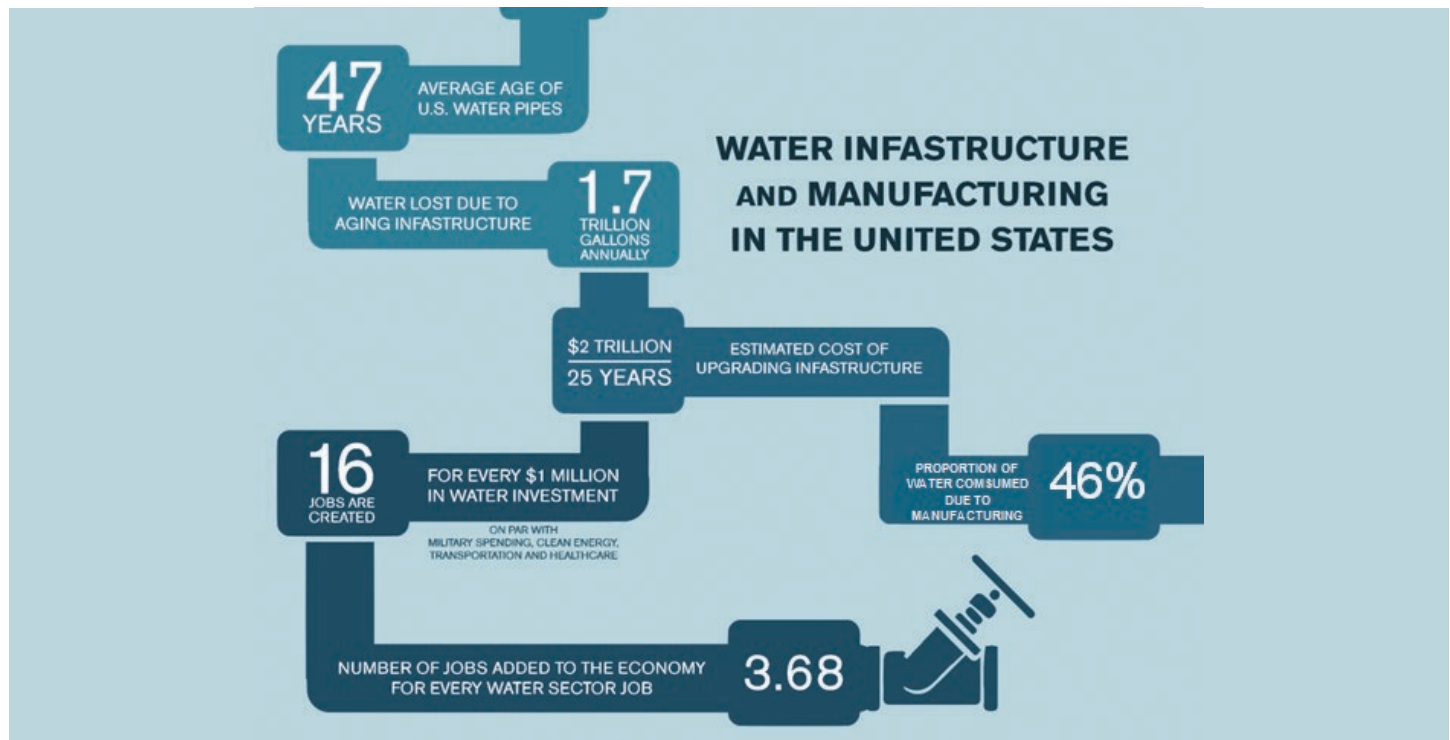 47
YEARS
AVERAGE AGE OF
U.S. WATER PIPES
WATER INFASTRUCTURE
AND MANUFACTURING
IN THE UNITED STATES
WATER LOST DUE TO
AGING INFASTRUCTURE
1.7
TRILLION
GALLONS
ANNUALLY
$2 TRILLION
25 YEARS
ESTIMATED COST OF
UPGRADING INFASTRUCTURE
PROPORTION OF
WATER COMSUMED
DUE TO
MANUFACTURING
46%
16
JOBS ARE
CREATED
FOR EVERY $1 MILLION
IN WATER INVESTMENT
ON PAR WITH
MILITARY SPENDING, CLEAN ENERGY,
TRANSPORTATION AND HEALTHCARE
NUMBER OF JOBS ADDED TO THE ECONOMY
FOR EVERY WATER SECTOR JOB
3.68